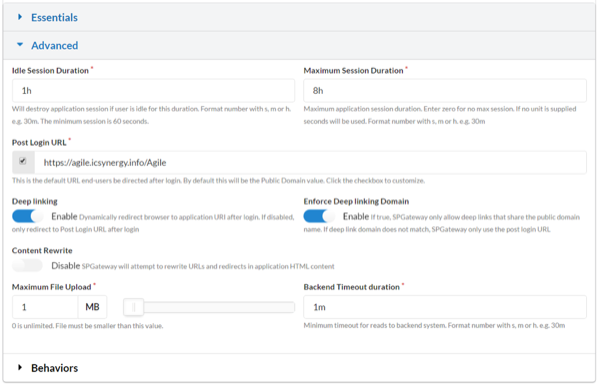 Essentials
Advanced
Idle Session Duration *
Maximum Session Duration *
1h
8h
Will destroy application session if user is idle for this duration. Format number with s, m or h.
e.g. 30m. The minimum session is 60 seconds.
Maximum application session duration. Enter zero for no max session. If no unit is supplied
seconds will be used. Format number with s, m or h. e.g. 30m
Post Login URL *
https://agile.icsynergy.info/Agile
This is the default URL end-users be directed after login. By default this will be the Public Domain value. Click the checkbox to customize.
Deep linking
Enforce Deep linking Domain
Enable Dynamically redirect browser to application URI after login. If disabled,
only redirect to Post Login URL after login
Enable If true, SPGateway only allow deep links that share the public domain
name. If deep link domain does not match, SPGateway only use the post login URL
Content Rewrite
Disable SPGateway will attempt to rewrite URLs and redirects in application HTML content
Maximum File Upload *
Backend Timeout duration *
1 MB
1m
0 is unlimited. File must be smaller than this value.
Minimum timeout for reads to backend system. Format number with s, m or h. e.g. 30m
Behaviors